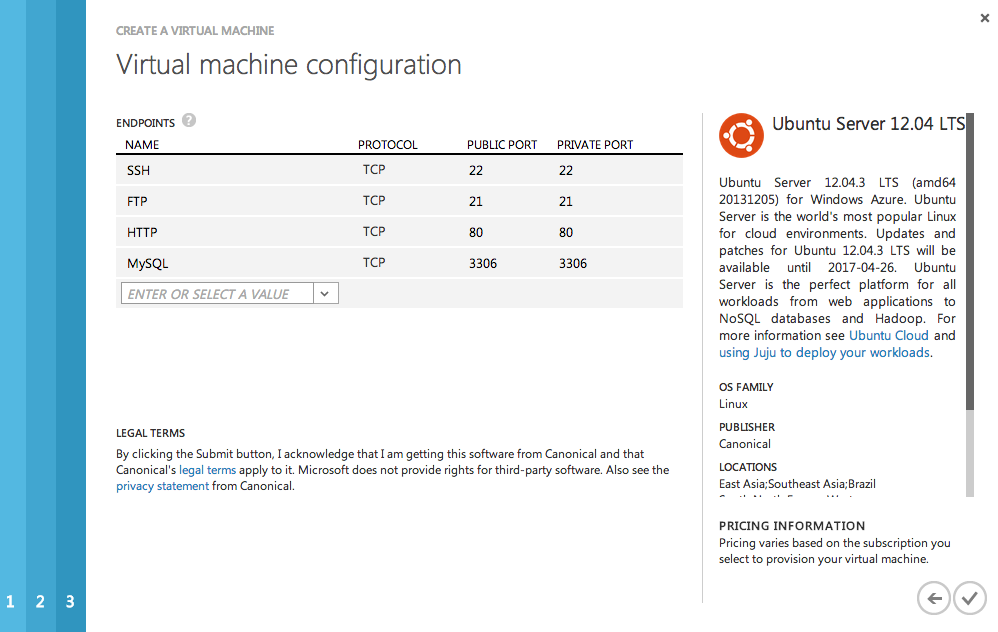 CREATE A VIRTUAL MACHINE
Virtual machine configuration
ENDPOINTS ?
NAME PROTOCOL PUBLIC PORT PRIVATE PORT
SSH TCP 22 22
FTP TCP 21 21
HTTP TCP 80 80
MySQL TCP 3306 3306
ENTER OR SELECT A VALUE
LEGAL TERMS
By clicking the Submit button, I acknowledge that I am getting this software from Canonical and that
Canonical's legal terms apply to it. Microsoft does not provide rights for third-party software. Also see the
privacy statement from Canonical.
Ubuntu Server 12.04 LTS
Ubuntu Server 12.04.3 LTS (amd64
20131205) for Windows Azure. Ubuntu
Server is the world's most popular Linux
for cloud environments. Updates and
patches for Ubuntu 12.04.3 LTS will be
available until 2017-04-26. Ubuntu
Server is the perfect platform for all
workloads from web applications to
NoSQL databases and Hadoop. For
more information see Ubuntu Cloud and
using Juju to deploy your workloads.
OS FAMILY
Linux
PUBLISHER
Canonical
LOCATIONS
East Asia;Southeast Asia;Brazil
PRICING INFORMATION
Pricing varies based on the subscription you
select to provision your virtual machine.
1 2 3